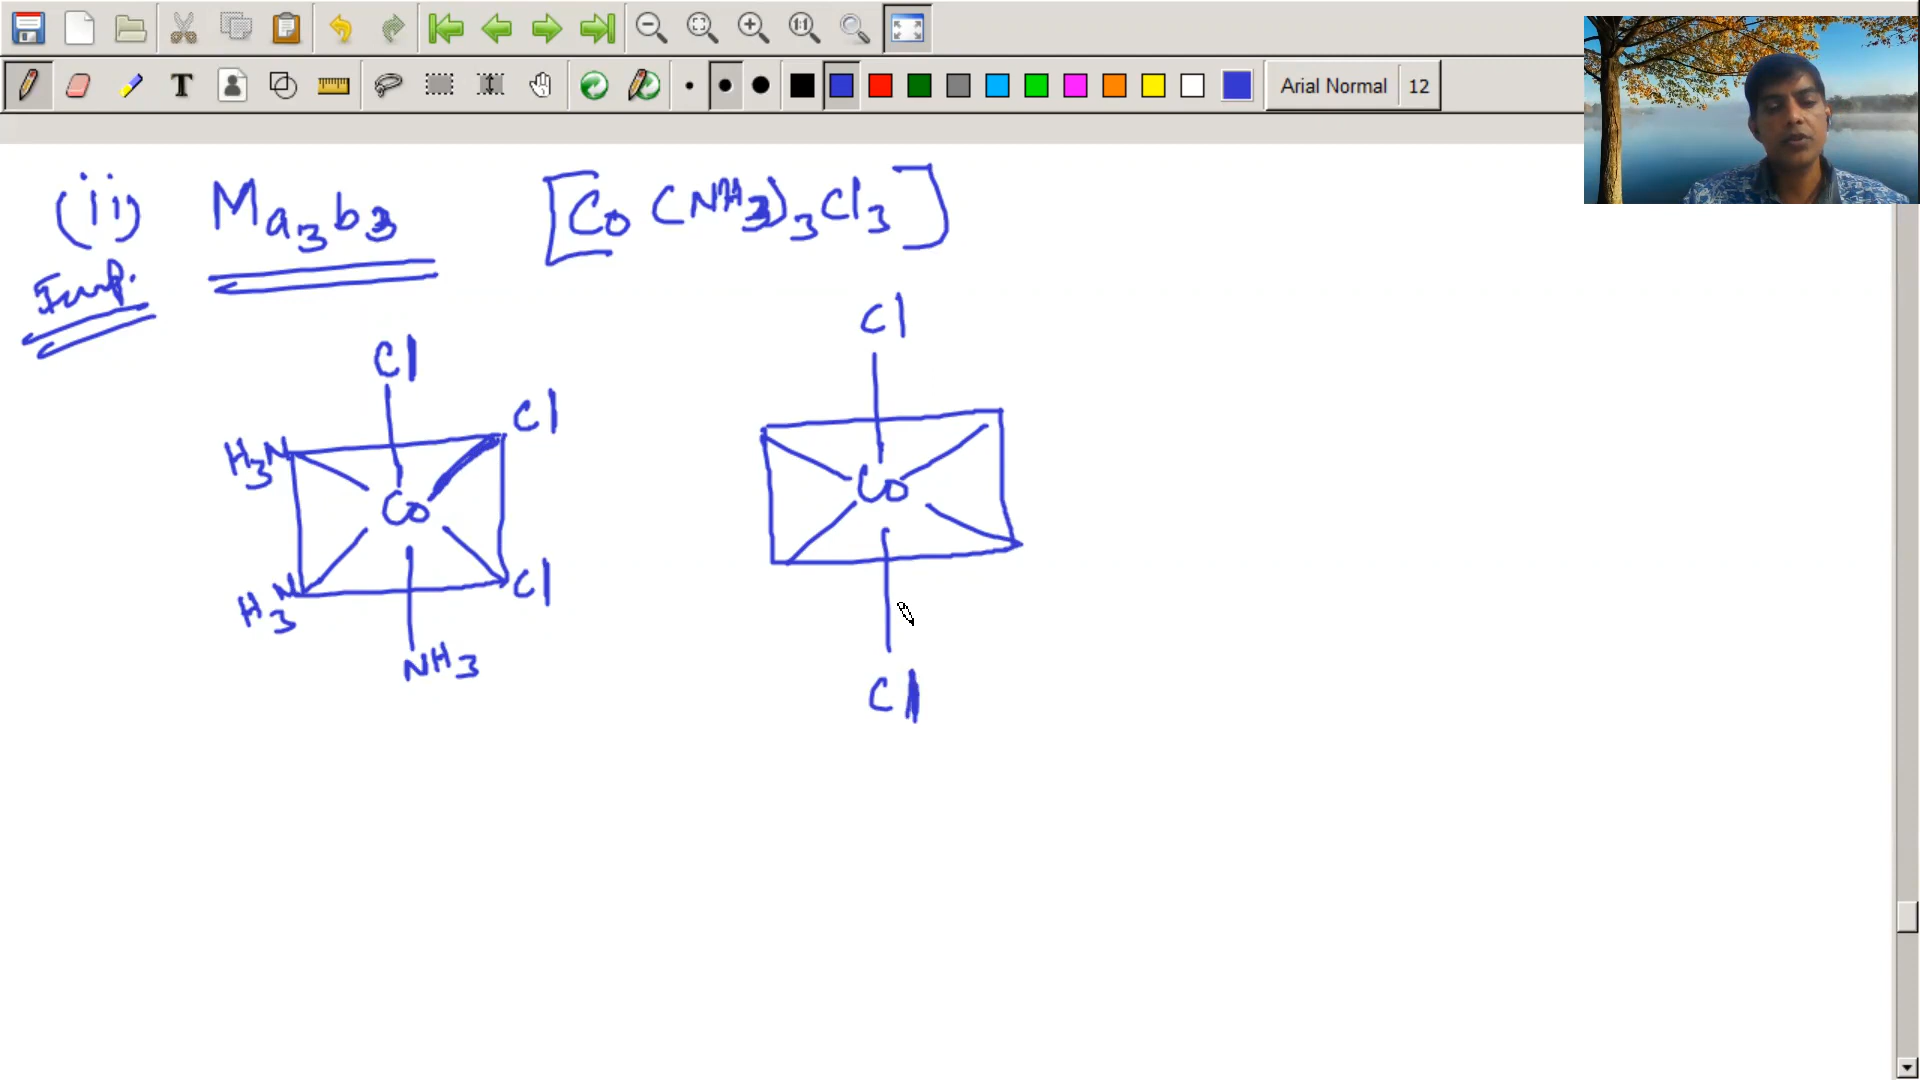 Arial Normal 12
(ii) Ma3b3 [Co(NH3)3Cl3]
Imp.
Cl
Cl
H3N
Co
H3N
Cl
NH3
Cl
Co
Cl